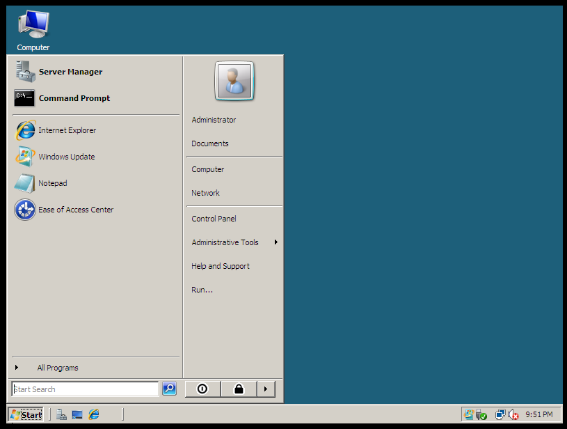 Computer
Server Manager
Command Prompt
Internet Explorer
Windows Update
Notepad
Ease of Access Center
All Programs
Start Search
Administrator
Documents
Computer
Network
Control Panel
Administrative Tools
Help and Support
Run...
Start
9:51 PM